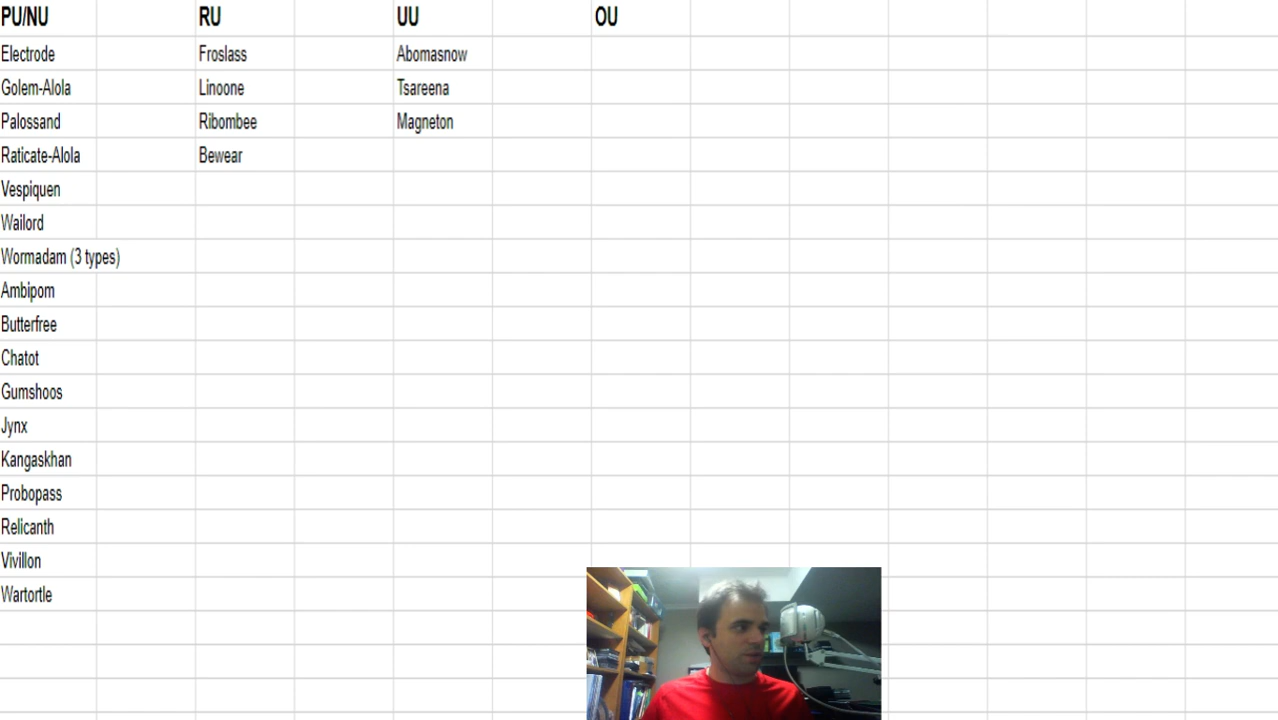 PU/NU RU UU OU
Electrode Froslass Abomasnow
Golem-Alola Linoone Tsareena
Palossand Ribombee Magneton
Raticate-Alola Bewear
Vespiquen
Wailord
Wormadam (3 types)
Ambipom
Butterfree
Chatot
Gumshoos
Jynx
Kangaskhan
Probopass
Relicanth
Vivillon
Wartortle